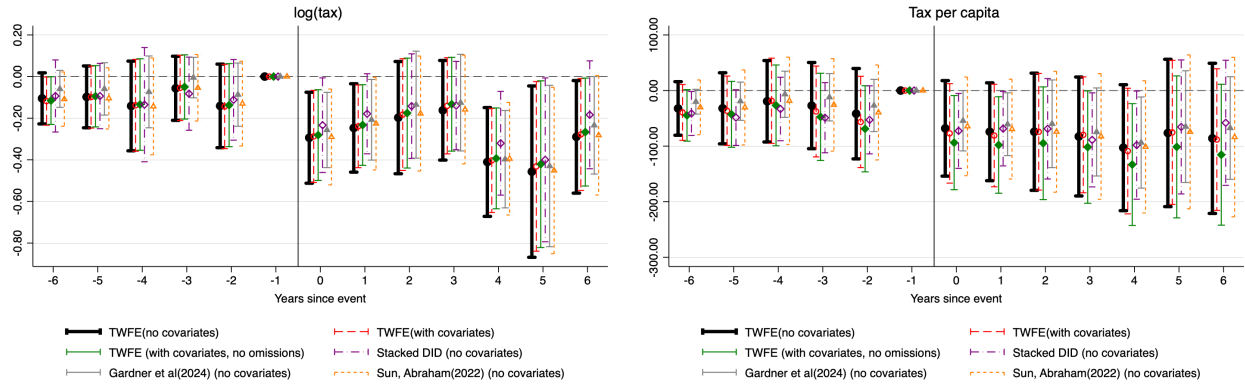 log(tax)
0.20
0.00
-0.20
-0.40
-0.60
-0.80
-6 -5 -4 -3 -2 -1 0 1 2 3 4 5 6
Years since event
TWFE(no covariates) TWFE(with covariates)
TWFE (with covariates, no omissions) Stacked DID (no covariates)
Gardner et al(2024) (no covariates) Sun, Abraham(2022) (no covariates)
Tax per capita
100.00
0.00
-100.00
-200.00
-300.00
-6 -5 -4 -3 -2 -1 0 1 2 3 4 5 6
Years since event
TWFE(no covariates) TWFE(with covariates)
TWFE (with covariates, no omissions) Stacked DID (no covariates)
Gardner et al(2024) (no covariates) Sun, Abraham(2022) (no covariates)